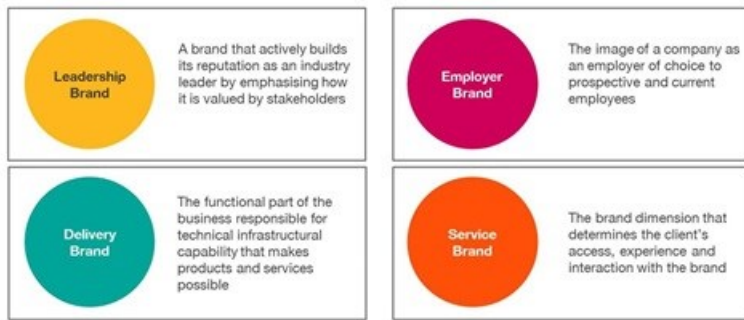 Leadership
Brand
A brand that actively builds
its reputation as an industry
leader by emphasising how
it is valued by stakeholders
Employer
Brand
The image of a company as
an employer of choice to
prospective and current
employees
Delivery
Brand
The functional part of the
business responsible for
technical infrastructural
capability that makes
products and services
possible
Service
Brand
The brand dimension that
determines the client's
access, experience and
interaction with the brand